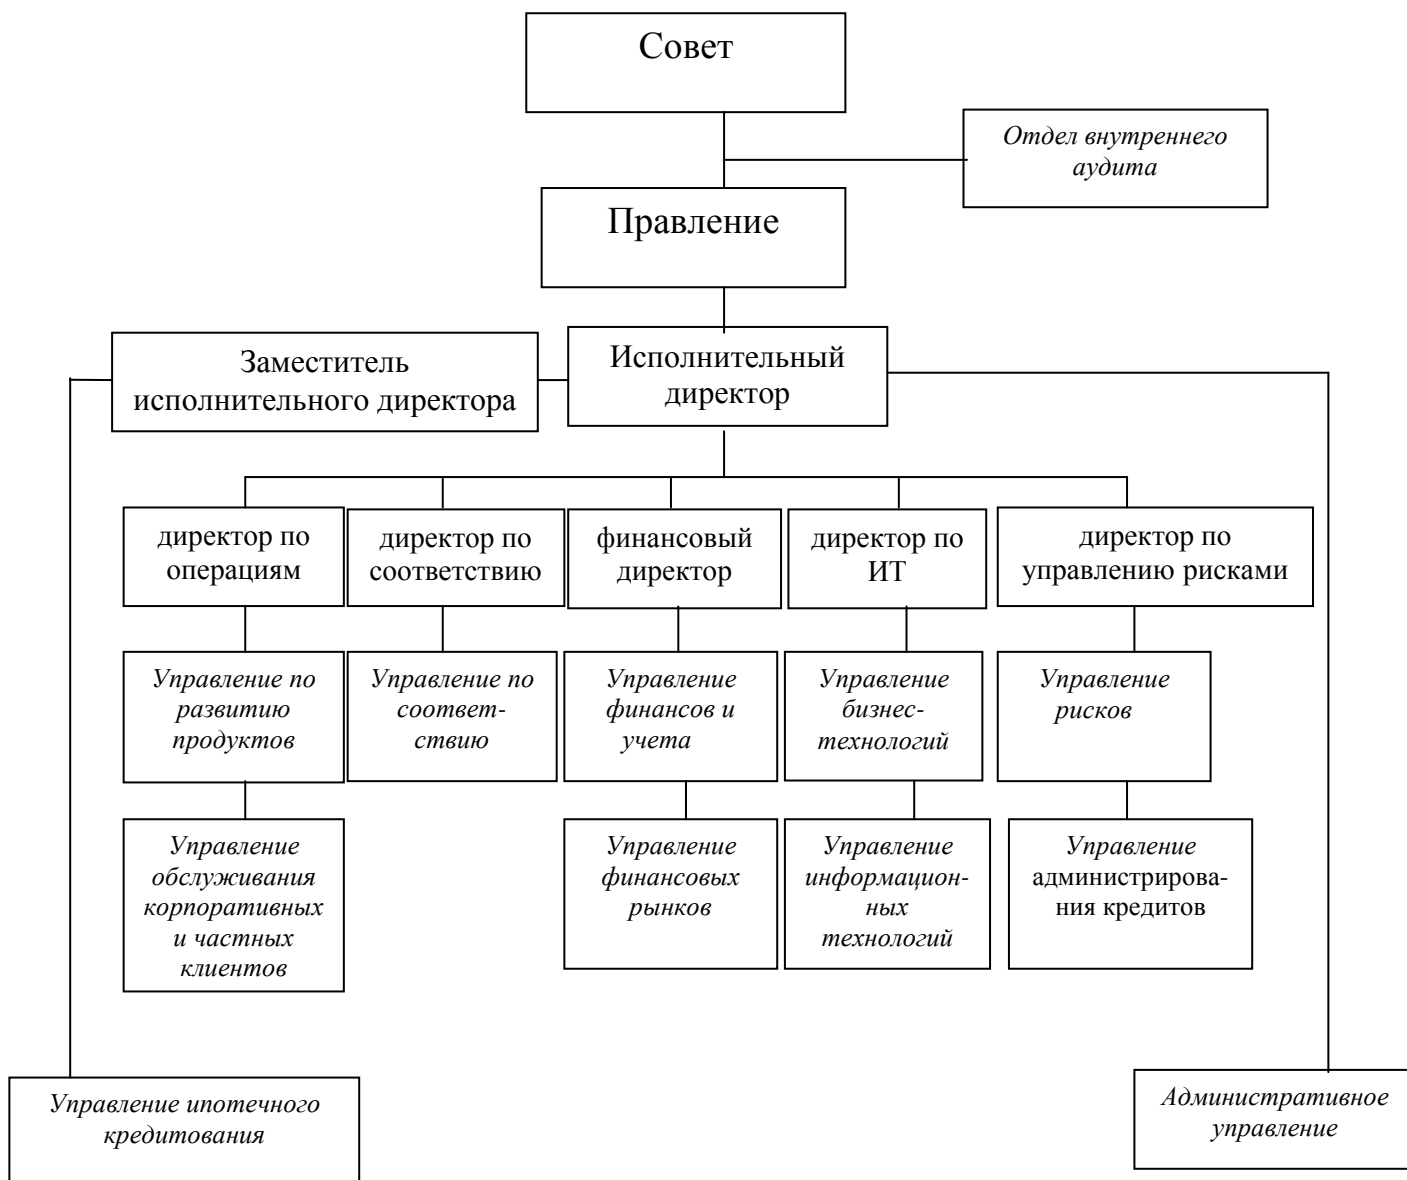 Совет
Отдел внутреннего
аудита
Правление
Заместитель
исполнительного директора
Исполнительный
директор
директор по
операциям
директор по
соответствию
финансовый
директор
директор по
ИТ
директор по
управлению рисками
Управление по
развитию
продуктов
Управление по
соответ-
ствию
Управление
финансов и
учета
Управление
бизнес-
технологий
Управление
рисков
Управление
обслуживания
корпоративных
и частных
клиентов
Управление
финансовых
рынков
Управление
информацион-
ных
технологий
Управление
администрирова-
ния кредитов
Управление ипотечного
кредитования
Административное
управление